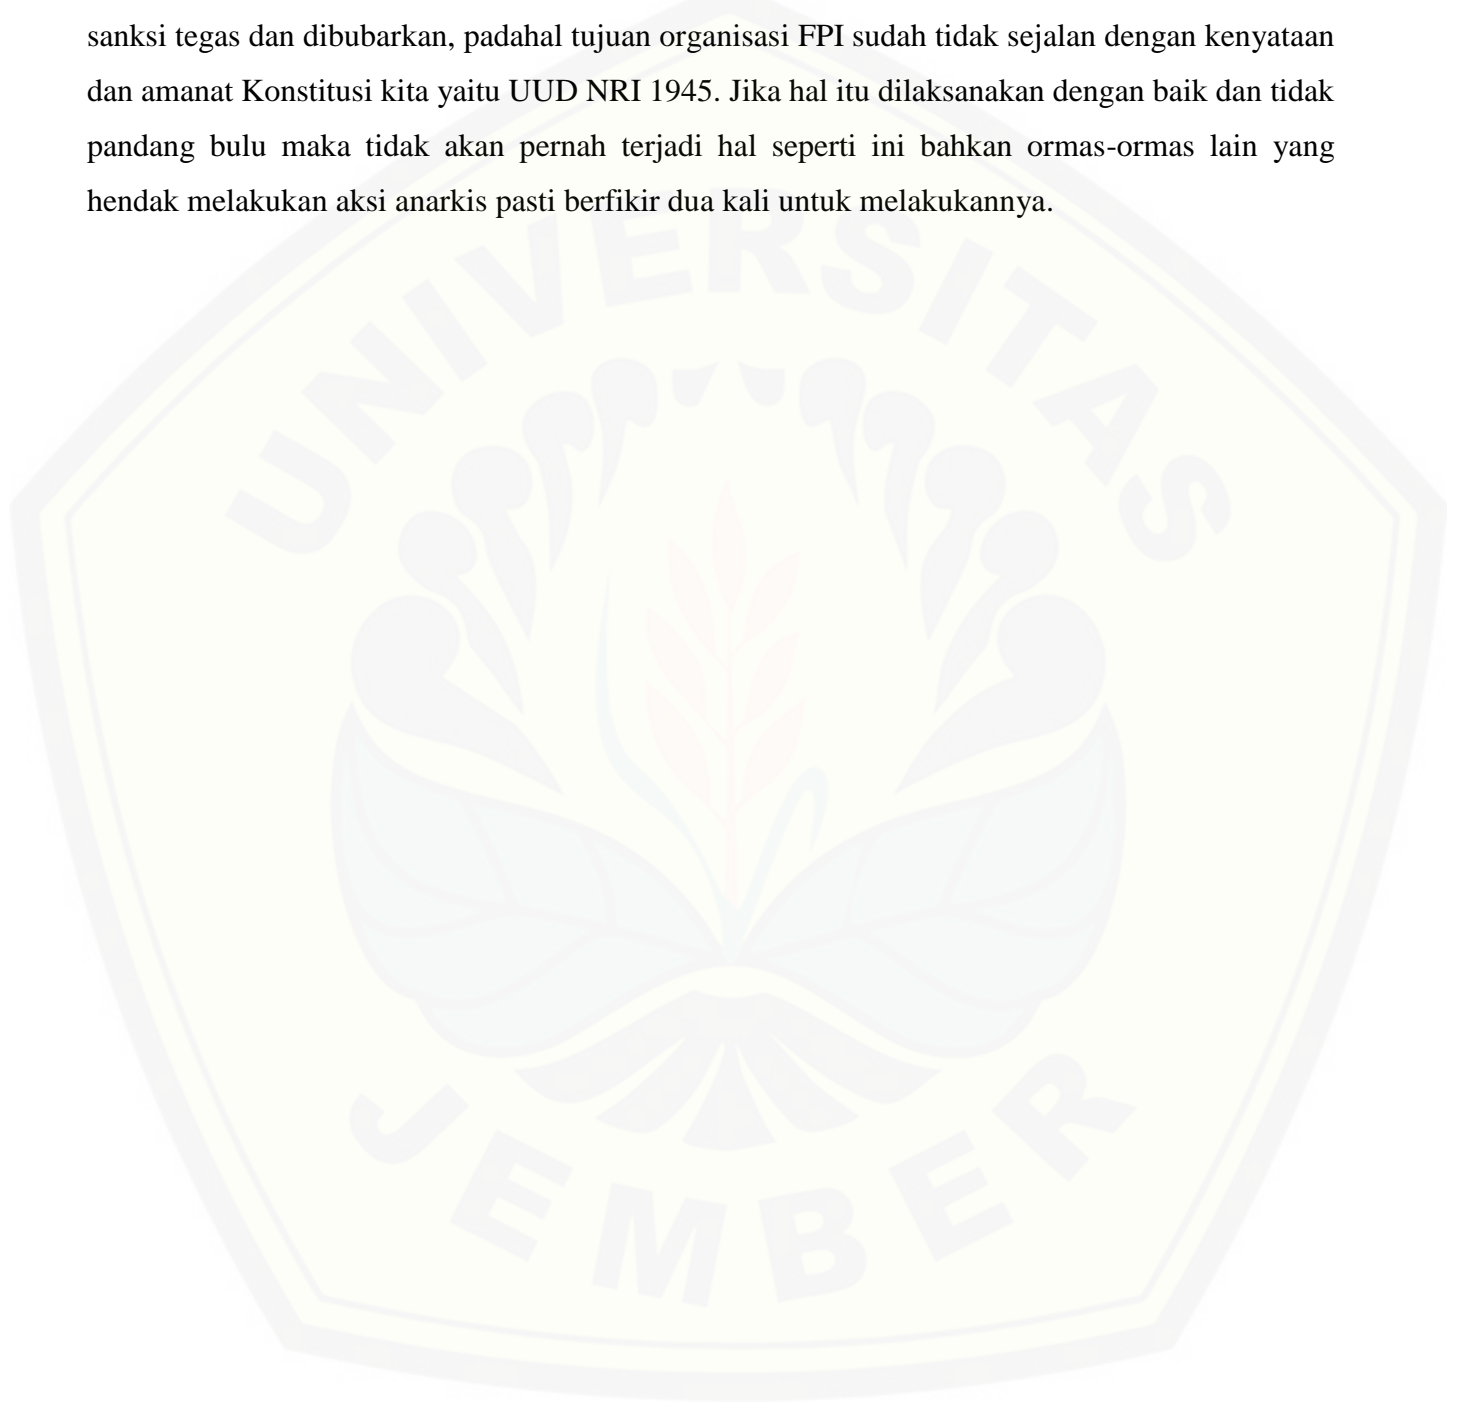 sanksi tegas dan dibubarkan, padahal tujuan organisasi FPI sudah tidak sejalan dengan kenyataan
dan amanat Konstitusi kita yaitu UUD NRI 1945. Jika hal itu dilaksanakan dengan baik dan tidak
pandang bulu maka tidak akan pernah terjadi hal seperti ini bahkan ormas-ormas lain yang
hendak melakukan aksi anarkis pasti berfikir dua kali untuk melakukannya.
UNIVERSITAS
JEMBER